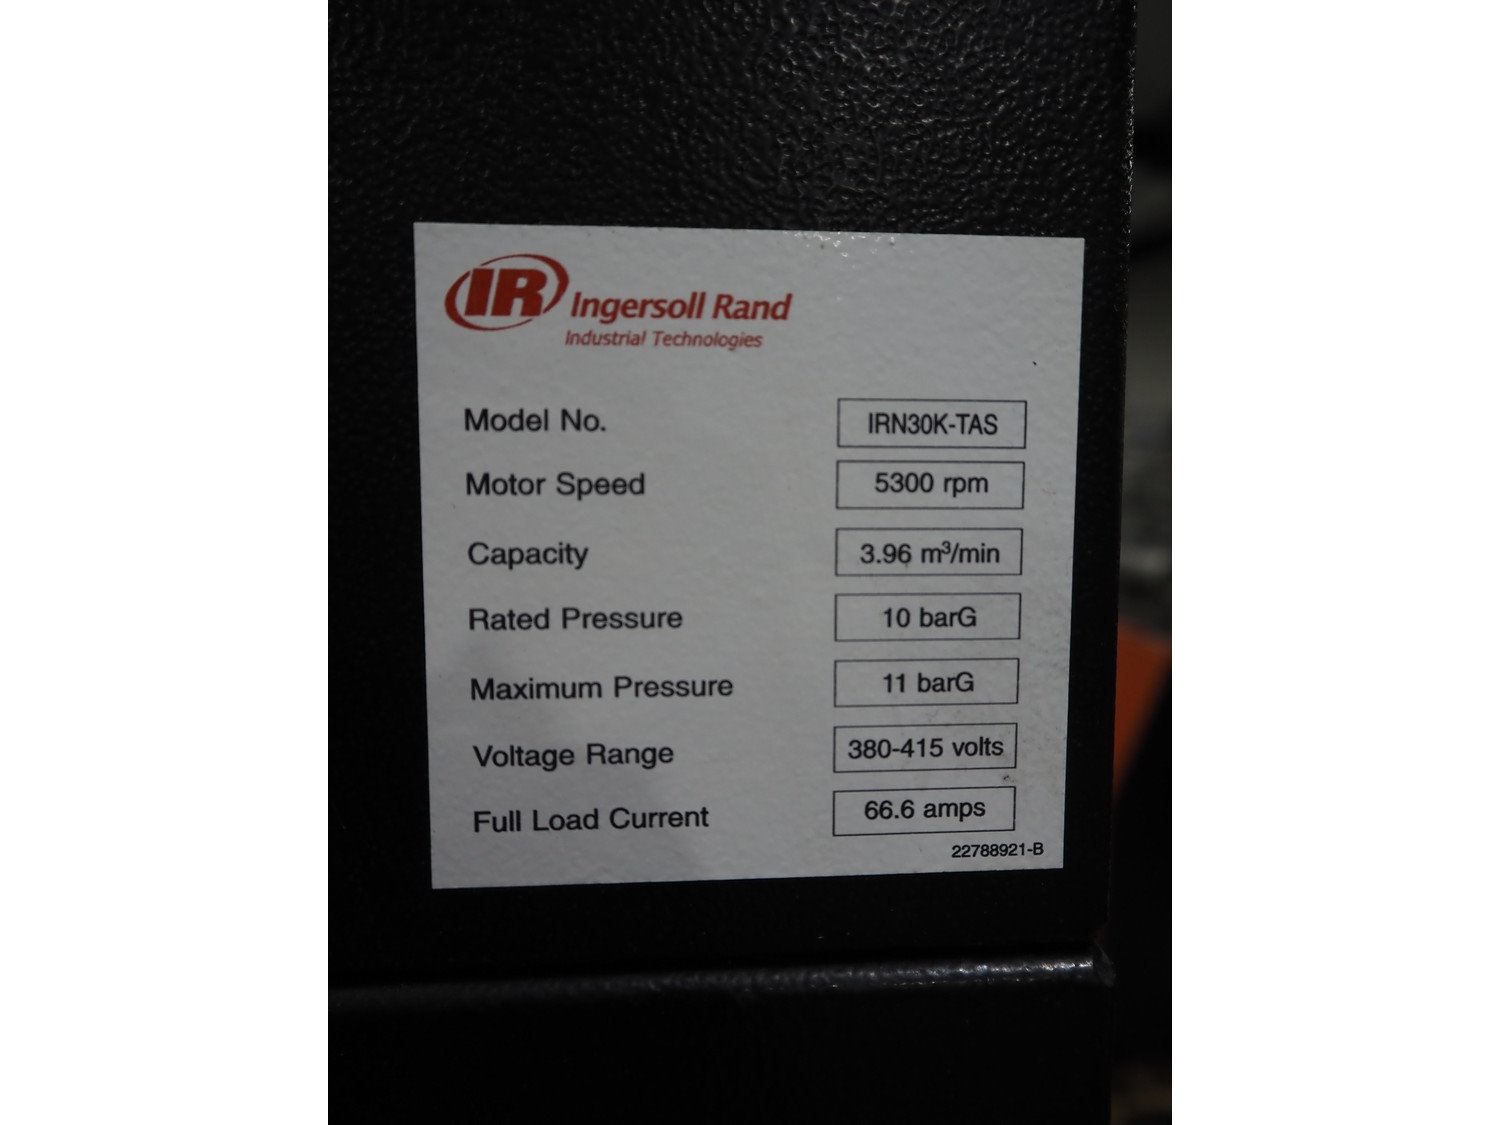 IR Ingersoll Rand
Industrial Technologies
Model No. IRN30K-TAS
Motor Speed 5300 rpm
Capacity 3.96 m³/min
Rated Pressure 10 barG
Maximum Pressure 11 barG
Voltage Range 380-415 volts
Full Load Current 66.6 amps
22788921-B